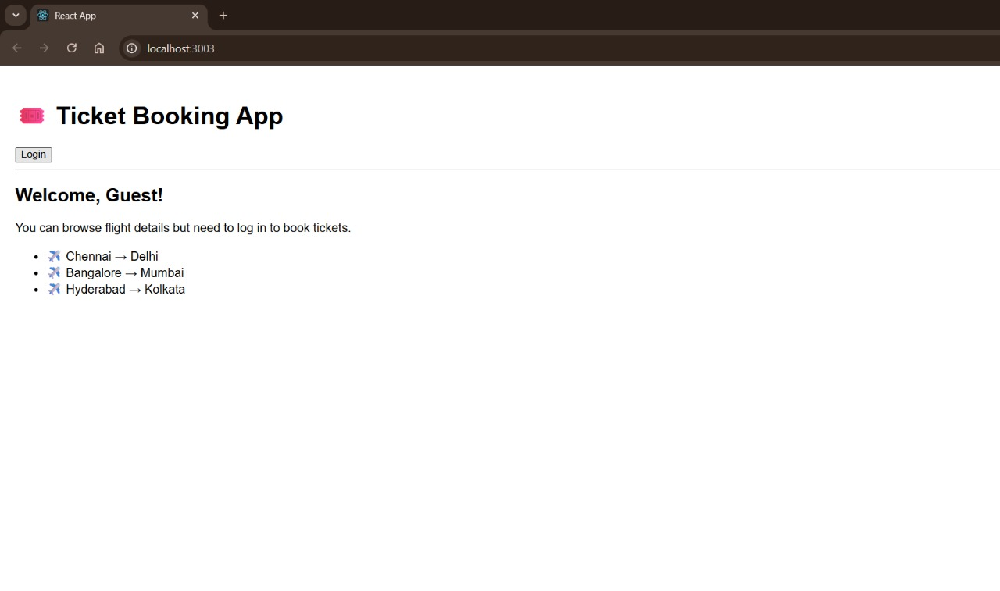 React App
localhost:3003
🎟️ Ticket Booking App
Login
Welcome, Guest!
You can browse flight details but need to log in to book tickets.
• ✈️ Chennai → Delhi
• ✈️ Bangalore → Mumbai
• ✈️ Hyderabad → Kolkata